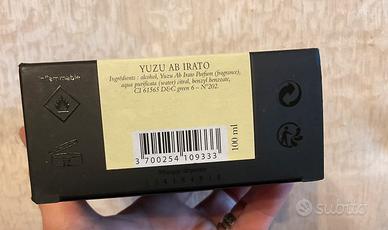 inflammable
YUZU AB IRATO
Ingrédients : alcohol, Yuzu Ab Irato Parfum (fragrance),
aqua purificata (water) citral, benzyl benzoate,
CI 61565 D&C green 6 – N°202.
100 ml
3 700254 109333
subito